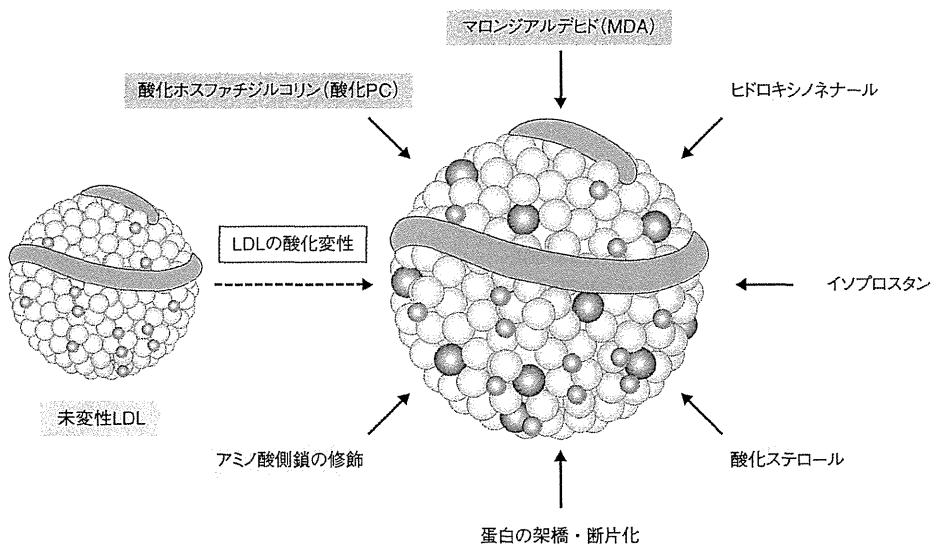 マロンジアルデヒド(MDA)
酸化ホスファチジルコリン(酸化PC)
ヒドロキシノネナール
LDLの酸化変性
イソプロスタン
未変性LDL
アミノ酸側鎖の修飾
酸化ステロール
蛋白の架橋・断片化